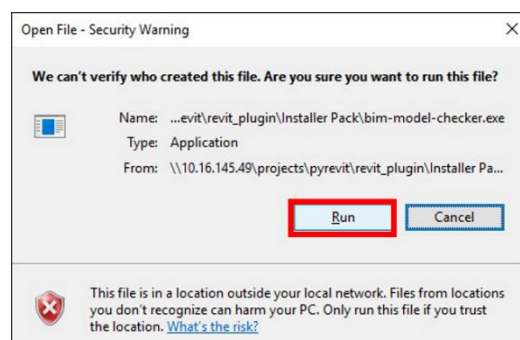 Open File - Security Warning
We can't verify who created this file. Are you sure you want to run this file?
Name: ...evit\revit_plugin\Installer Pack\bim-model-checker.exe
Type: Application
From: \\10.16.145.49\projects\pyrevit\revit_plugin\Installer Pa...
Run Cancel
This file is in a location outside your local network. Files from locations
you don't recognize can harm your PC. Only run this file if you trust
the location. What's the risk?